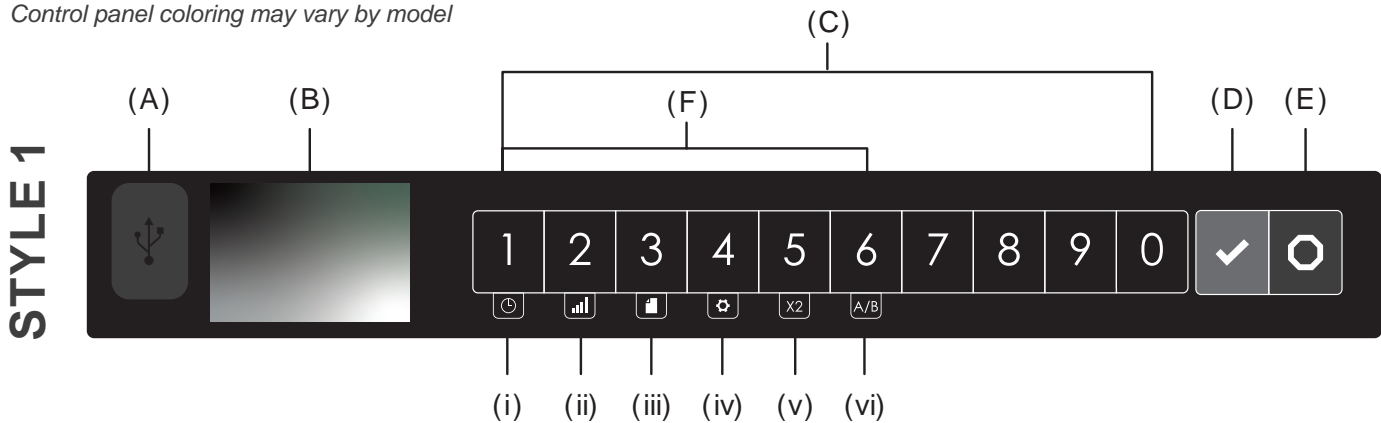 Control panel coloring may vary by model
(C)
(A) (B) (F) (D) (E)
STYLE 1
1 2 3 4 5 6 7 8 9 0
X2 A/B
(i) (ii) (iii) (iv) (v) (vi)